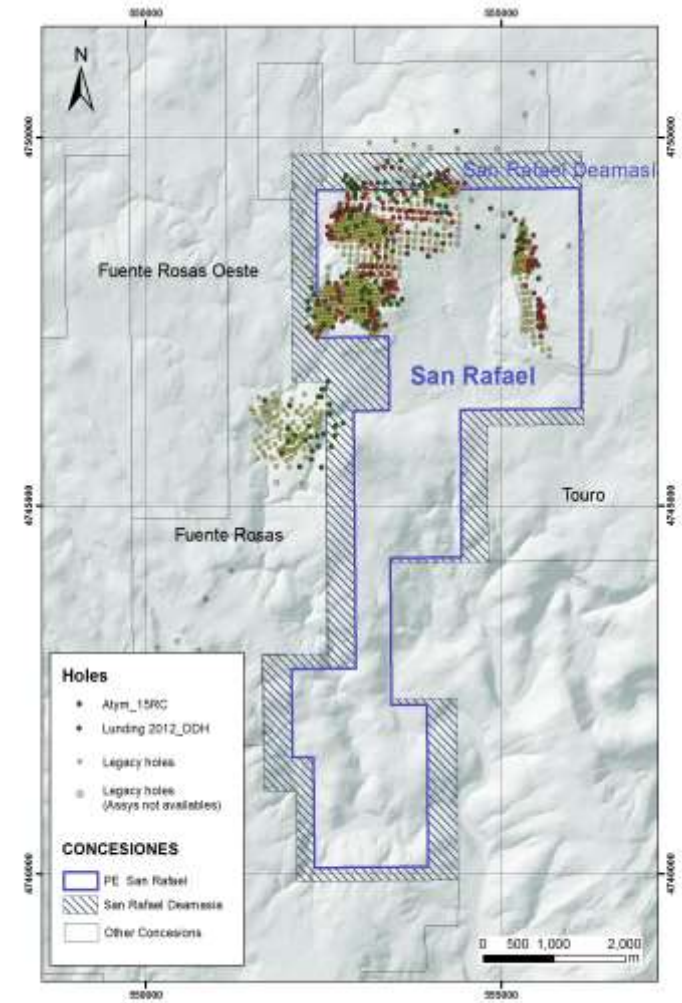 550000
555000
N
4750000
4750000
San Rafael Deamasi
Fuente Rosas Oeste
San Rafael
4745000
4745000
Touro
Fuente Rosas
Holes
Atym_15RC
Lunding 2012_DDH
Legacy holes
Legacy holes
(Assys not availables)
CONCESIONES
PE San Rafael
San Rafael Deamasia
Other Concesions
4740000
4740000
0 500 1,000 2,000
m
550000
555000